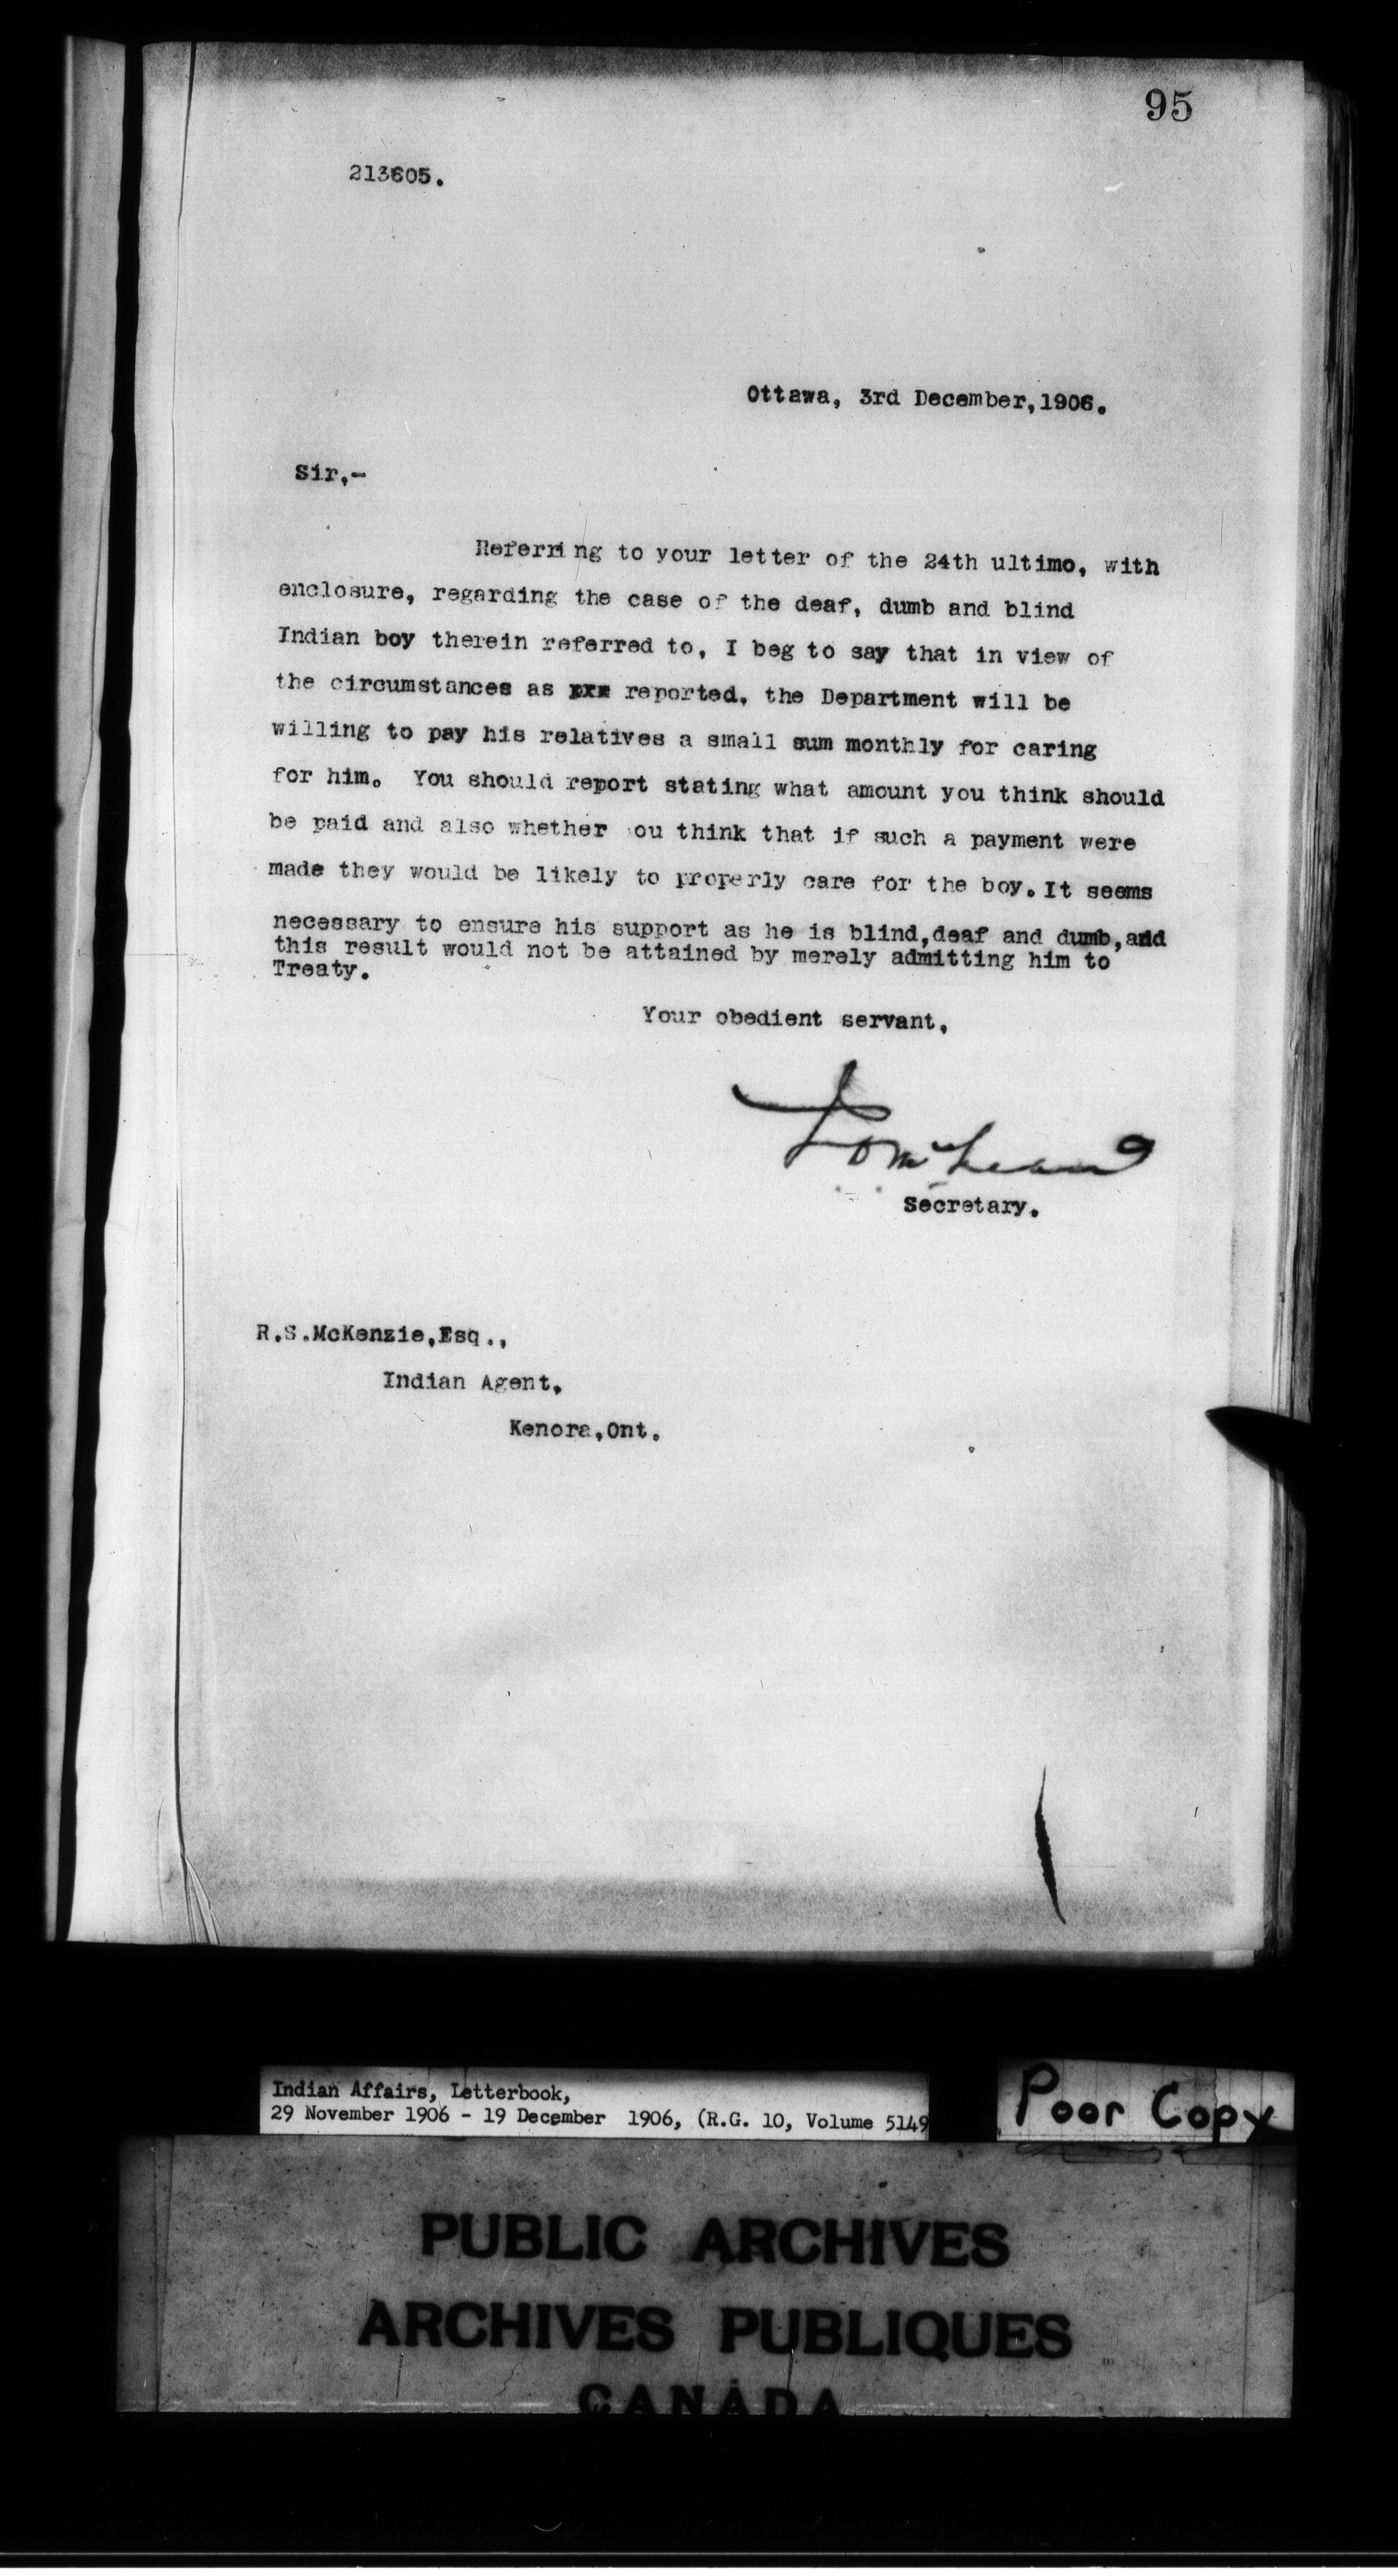 95
213605.
Ottawa, 3rd December,1906.
Sir,-
Referring to your letter of the 24th ultimo, with
enclosure, regarding the case of the deaf, dumb and blind
Indian boy therein referred to, I beg to say that in view of
the circumstances as prx reported, the Department will be
willing to pay his relatives a small sum monthly for caring
for him. You should report stating what amount you think should
be paid and also whether ou think that if such a payment were
made they would be likely to properly care for the boy. It seems
necessary to ensure his support as he is blind,deaf and dumb,and
this result would not be attained by merely admitting him to
Treaty.
Your obedient servant,
McLean
Secretary.
R.S.McKenzie,Esq.,
Indian Agent,
Kenora,Ont.
Indian Affairs, Letterbook,
29 November 1906 - 19 December 1906, (R.G. 10, Volume 5149
Poor Copy
PUBLIC ARCHIVES
ARCHIVES PUBLIQUES
CANADA